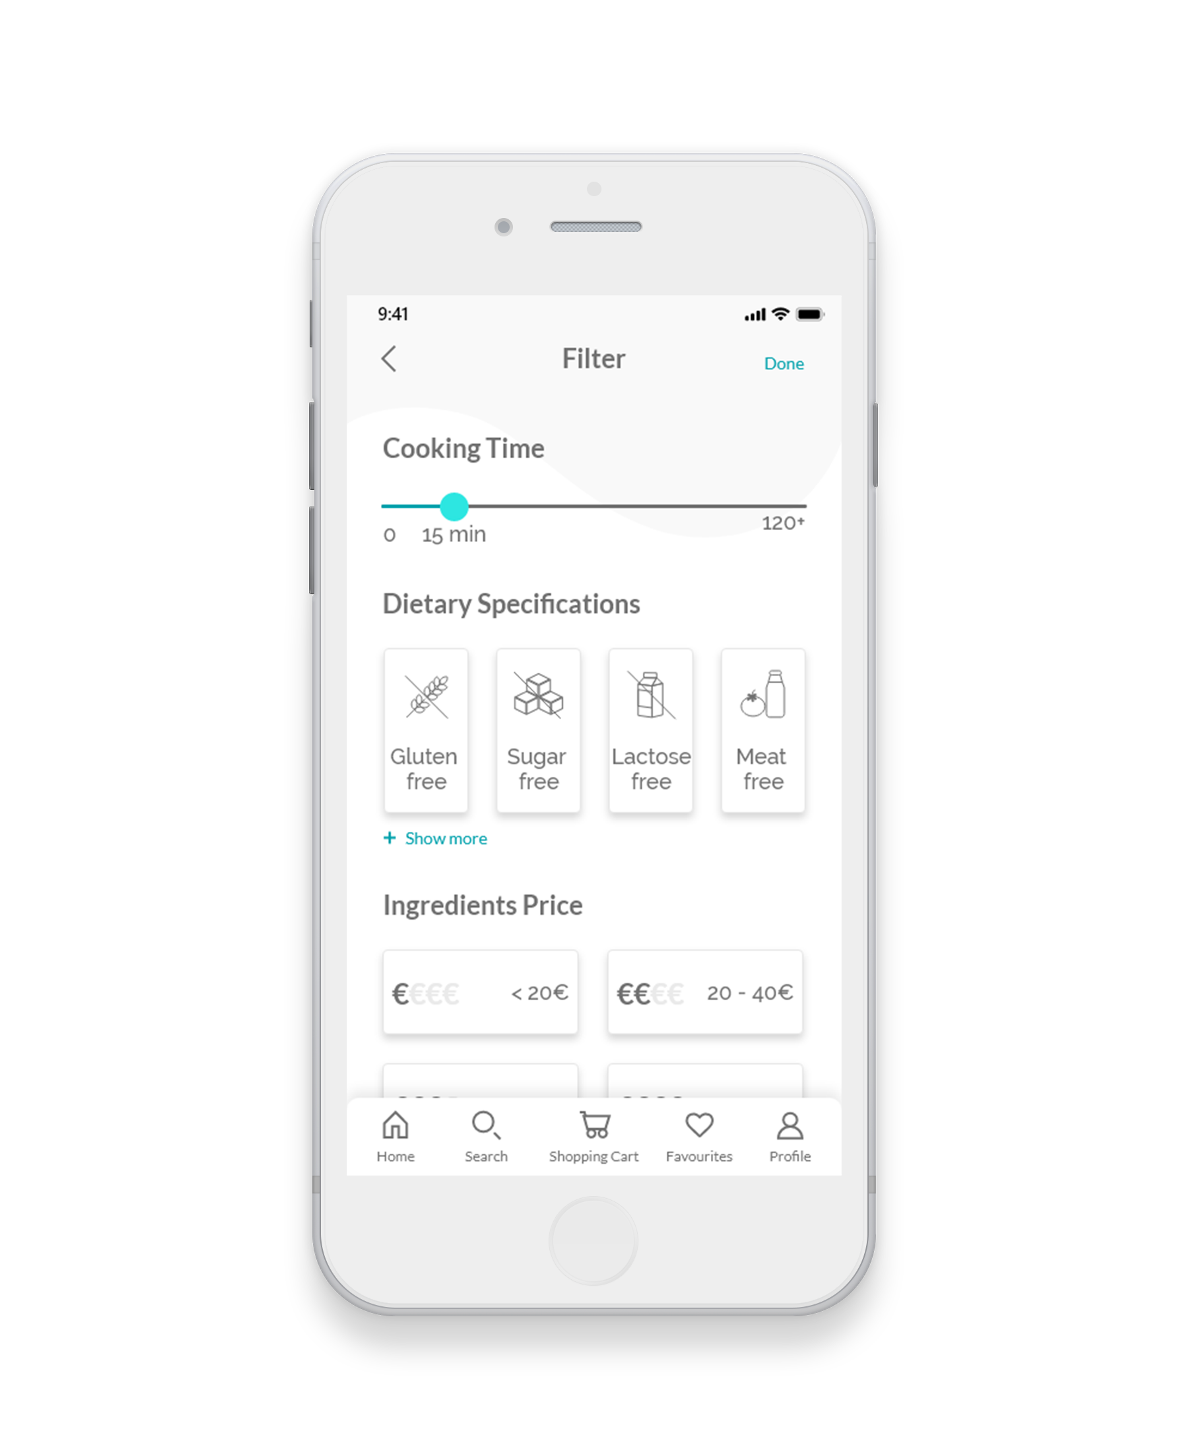 9:41
Filter
Done
Cooking Time
0 15 min 120+
Dietary Specifications
Gluten free
Sugar free
Lactose free
Meat free
+ Show more
Ingredients Price
€€€€ < 20€
€€€€ 20 - 40€
Home
Search
Shopping Cart
Favourites
Profile